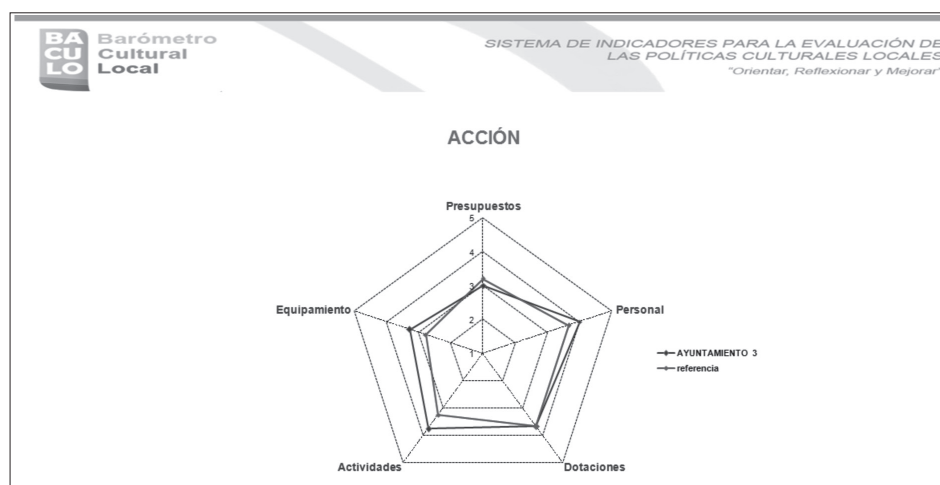 BA
CU
LO
Barómetro
Cultural
Local
SISTEMA DE INDICADORES PARA LA EVALUACIÓN DE
LAS POLÍTICAS CULTURALES LOCALES
"Orientar, Reflexionar y Mejorar"
ACCIÓN
Presupuestos
5
4
3
2
1
Equipamiento
Personal
AYUNTAMIENTO 3
referencia
Actividades
Dotaciones